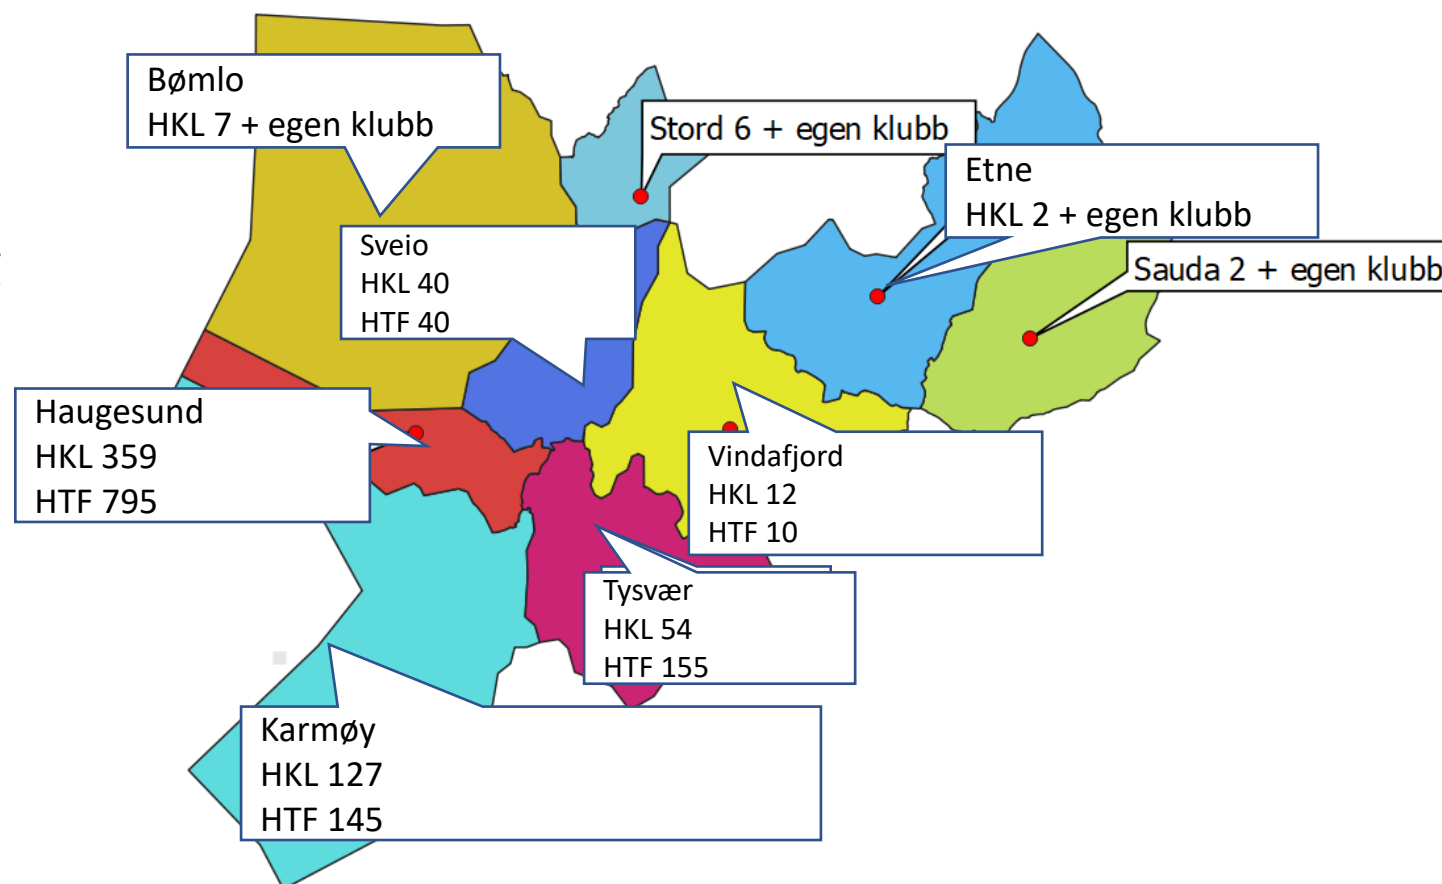 Bømlo
HKL 7 + egen klubb
Stord 6 + egen klubb
Etne
HKL 2 + egen klubb
Sveio
HKL 40
HTF 40
Sauda 2 + egen klubb
Haugesund
HKL 359
HTF 795
Vindafjord
HKL 12
HTF 10
Tysvær
HKL 54
HTF 155
Karmøy
HKL 127
HTF 145